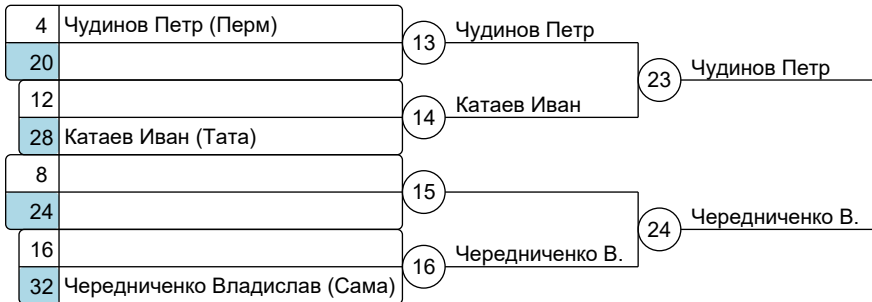 4 Чудинов Петр (Перм)
13 Чудинов Петр
20
23 Чудинов Петр
12
14 Катаев Иван
28 Катаев Иван (Тата)
8
15
24
24 Чередниченко В.
16
16 Чередниченко В.
32 Чередниченко Владислав (Сама)